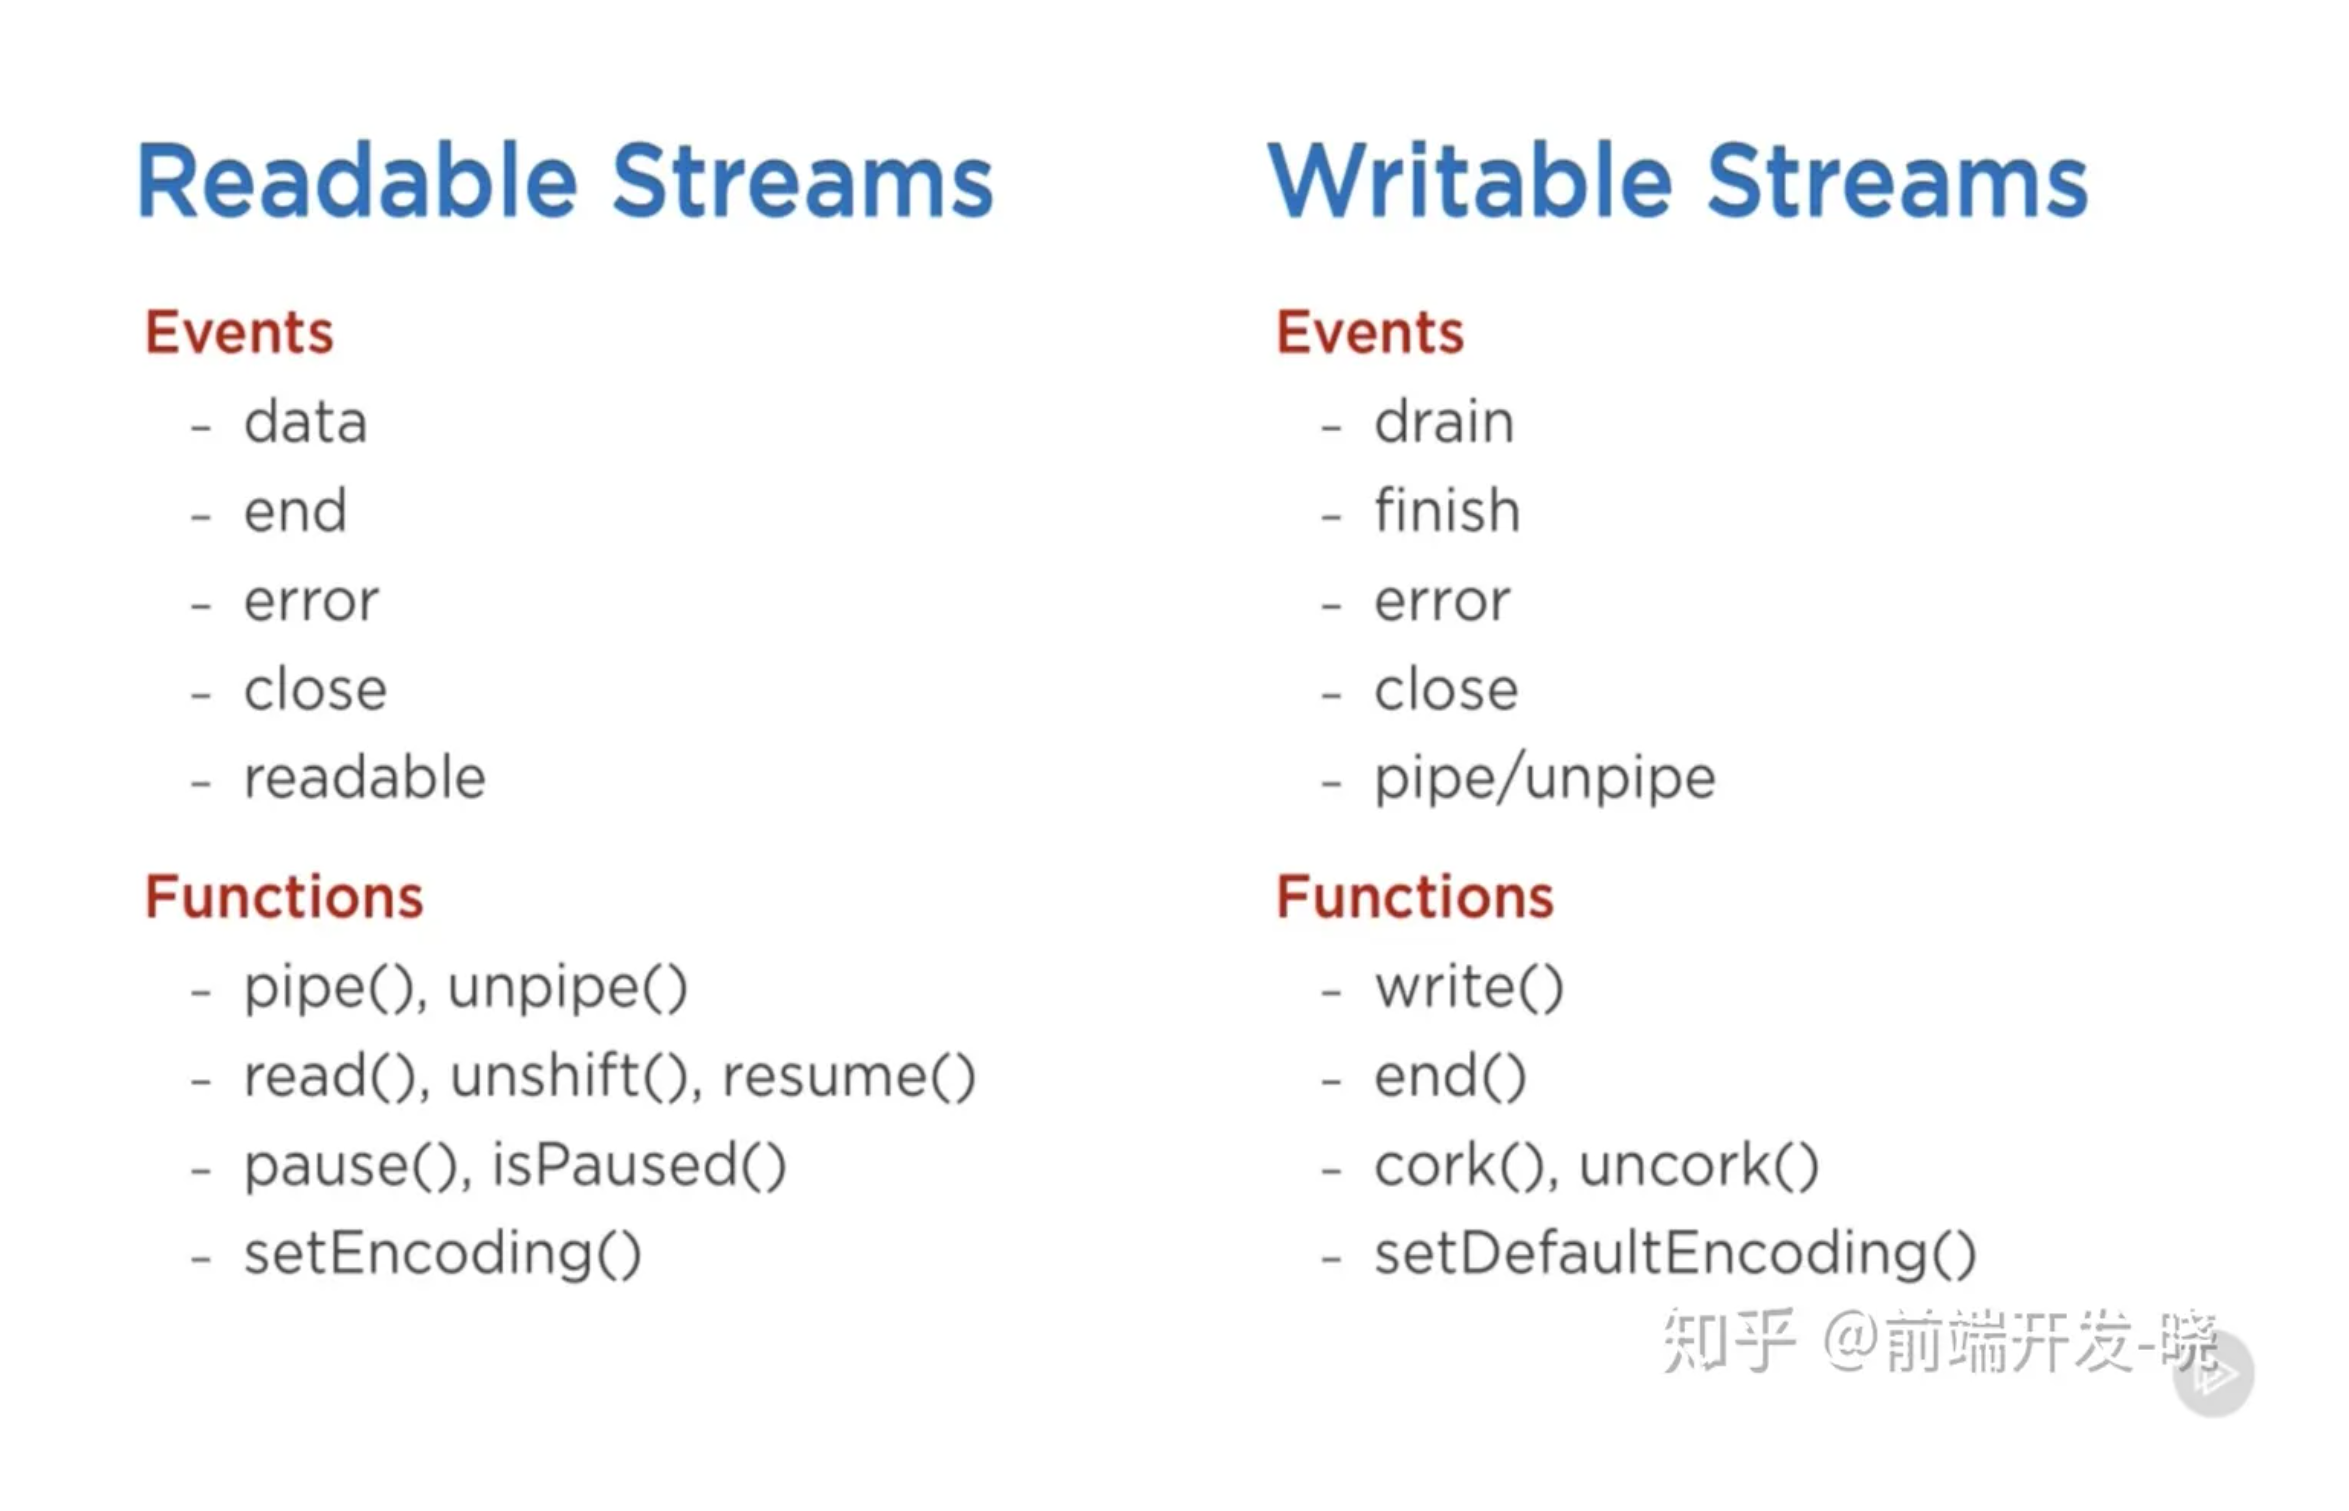 Readable Streams
Events
- data
- end
- error
- close
- readable
Functions
- pipe(), unpipe()
- read(), unshift(), resume()
- pause(), isPaused()
- setEncoding()
Writable Streams
Events
- drain
- finish
- error
- close
- pipe/unpipe
Functions
- write()
- end()
- cork(), uncork()
- setDefaultEncoding()
知乎 @前端开发-晓